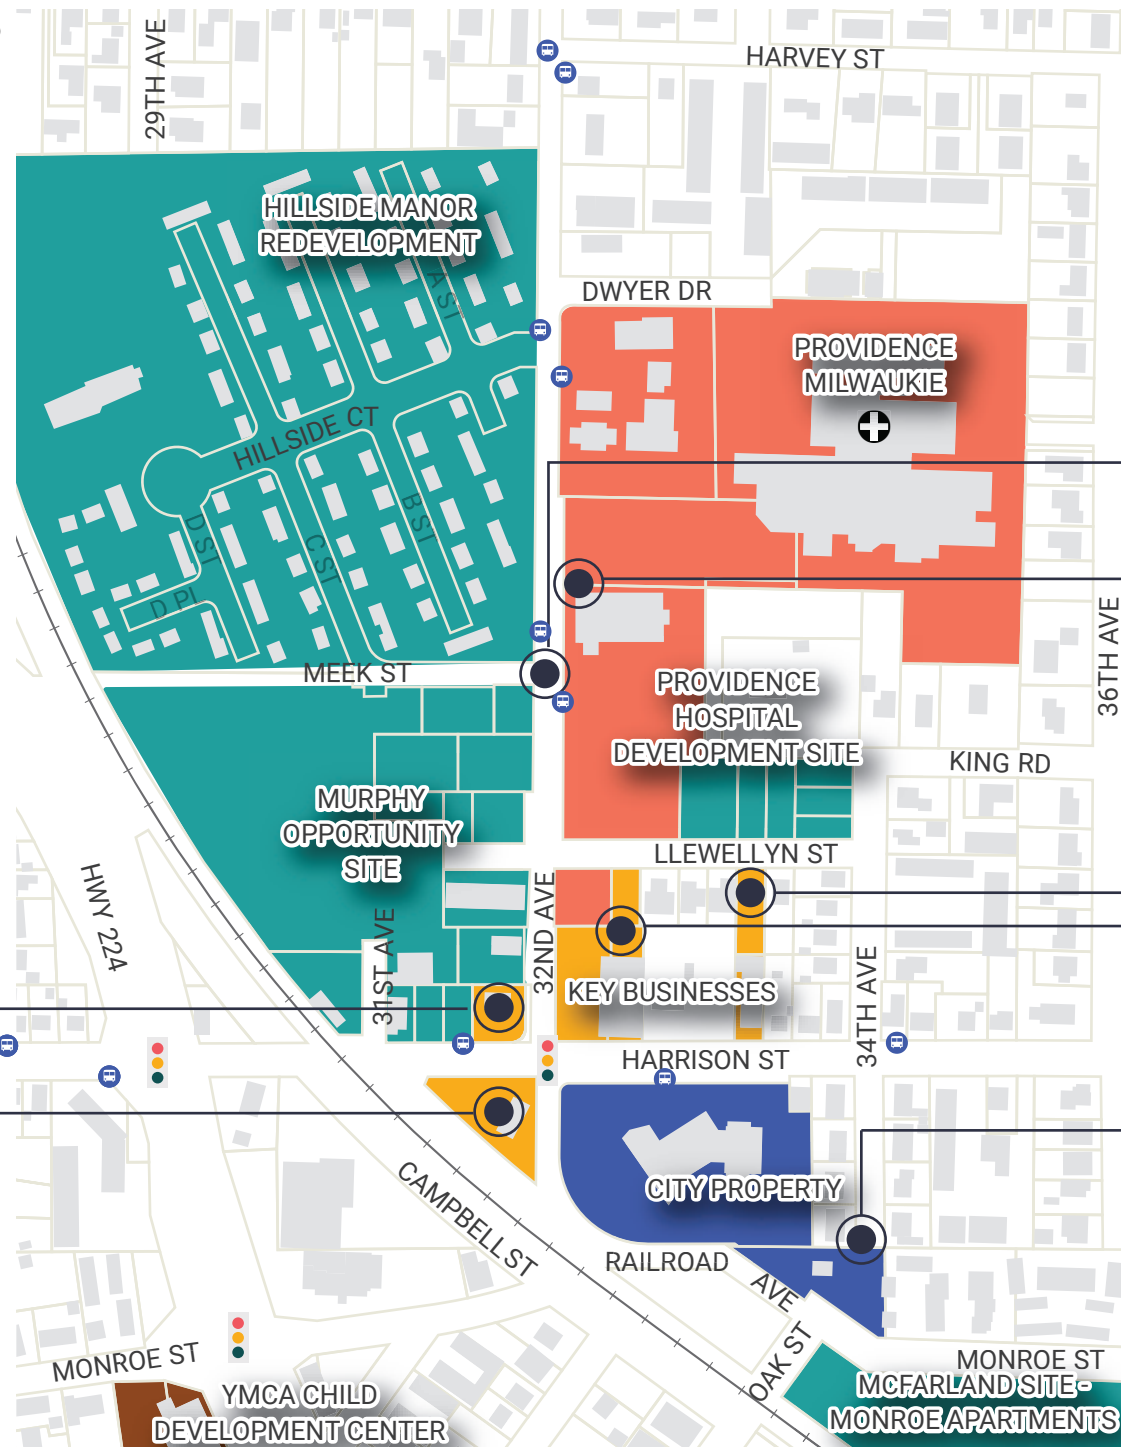 29TH AVE
HARVEY ST
HILLSIDE MANOR
REDEVELOPMENT
A ST
DWYER DR
PROVIDENCE
MILWAUKIE
HILLSIDE CT
B ST
D ST
C ST
D Pl
36TH AVE
MEEK ST
PROVIDENCE
HOSPITAL
DEVELOPMENT SITE
KING RD
MURPHY
OPPORTUNITY
SITE
LLEWELLYN ST
HWY 224
31ST AVE
32ND AVE
KEY BUSINESSES
34TH AVE
HARRISON ST
CITY PROPERTY
CAMPBELL ST
RAILROAD
AVE
OAK ST
MONROE ST
MONROE ST
YMCA CHILD
DEVELOPMENT CENTER
MCFARLAND SITE -
MONROE APARTMENTS